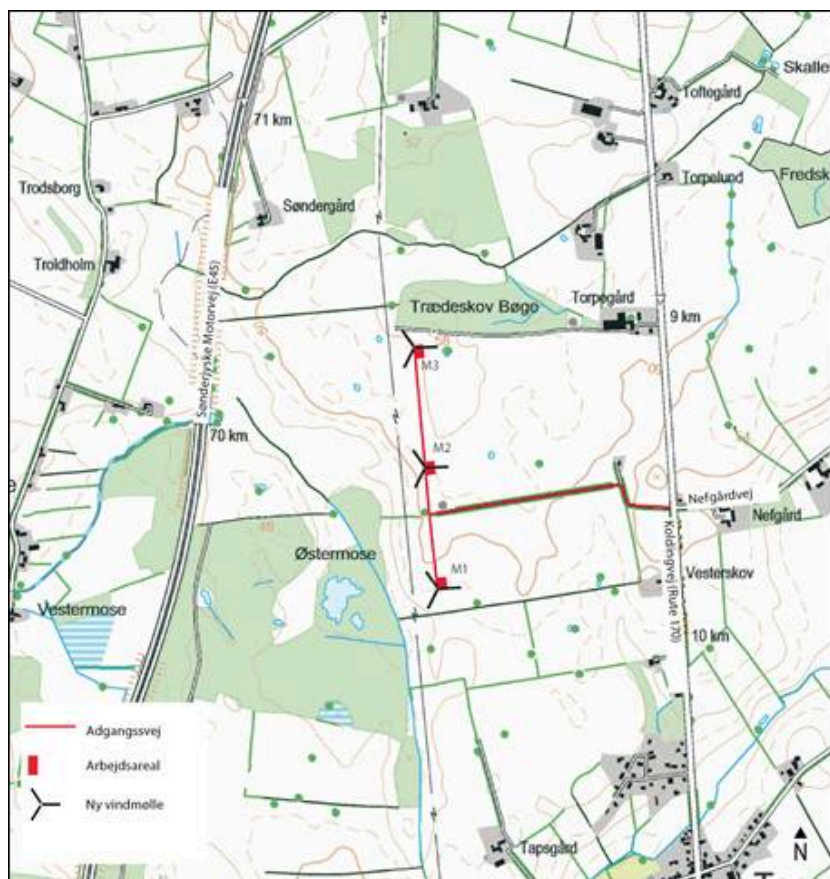 Skalle
Toftegård
71 km
Trodsborg
Søndergård
Torpelund
Fredsk
Troldholm
Sønderjyske Motorvej (E45)
Trædeskov Bøgo
Torpegård
9 km
M3
70 km
M2
Nefgårdvej
Nefgård
Østermose
M1
Koldingvej (Rute 170)
Vesterskov
Vestermose
10 km
Adgangssvej
Arbejdsareal
Ny vindmølle
Tapsgård
N